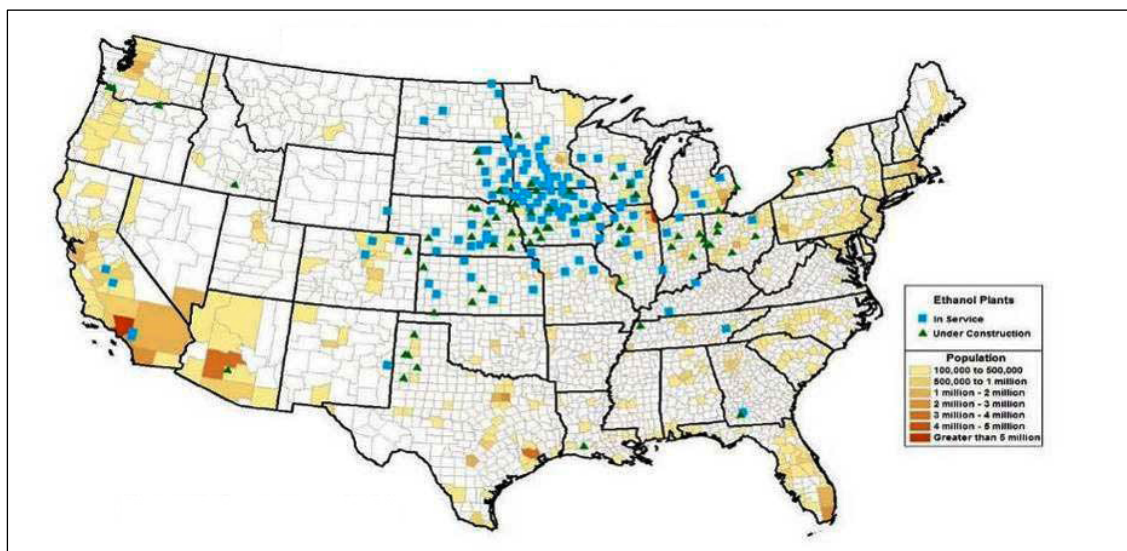 Ethanol Plants
In Service
Under Construction
Population
100,000 to 500,000
500,000 to 1 million
1 million - 2 million
2 million - 3 million
3 million - 4 million
4 million - 5 million
Greater than 5 million